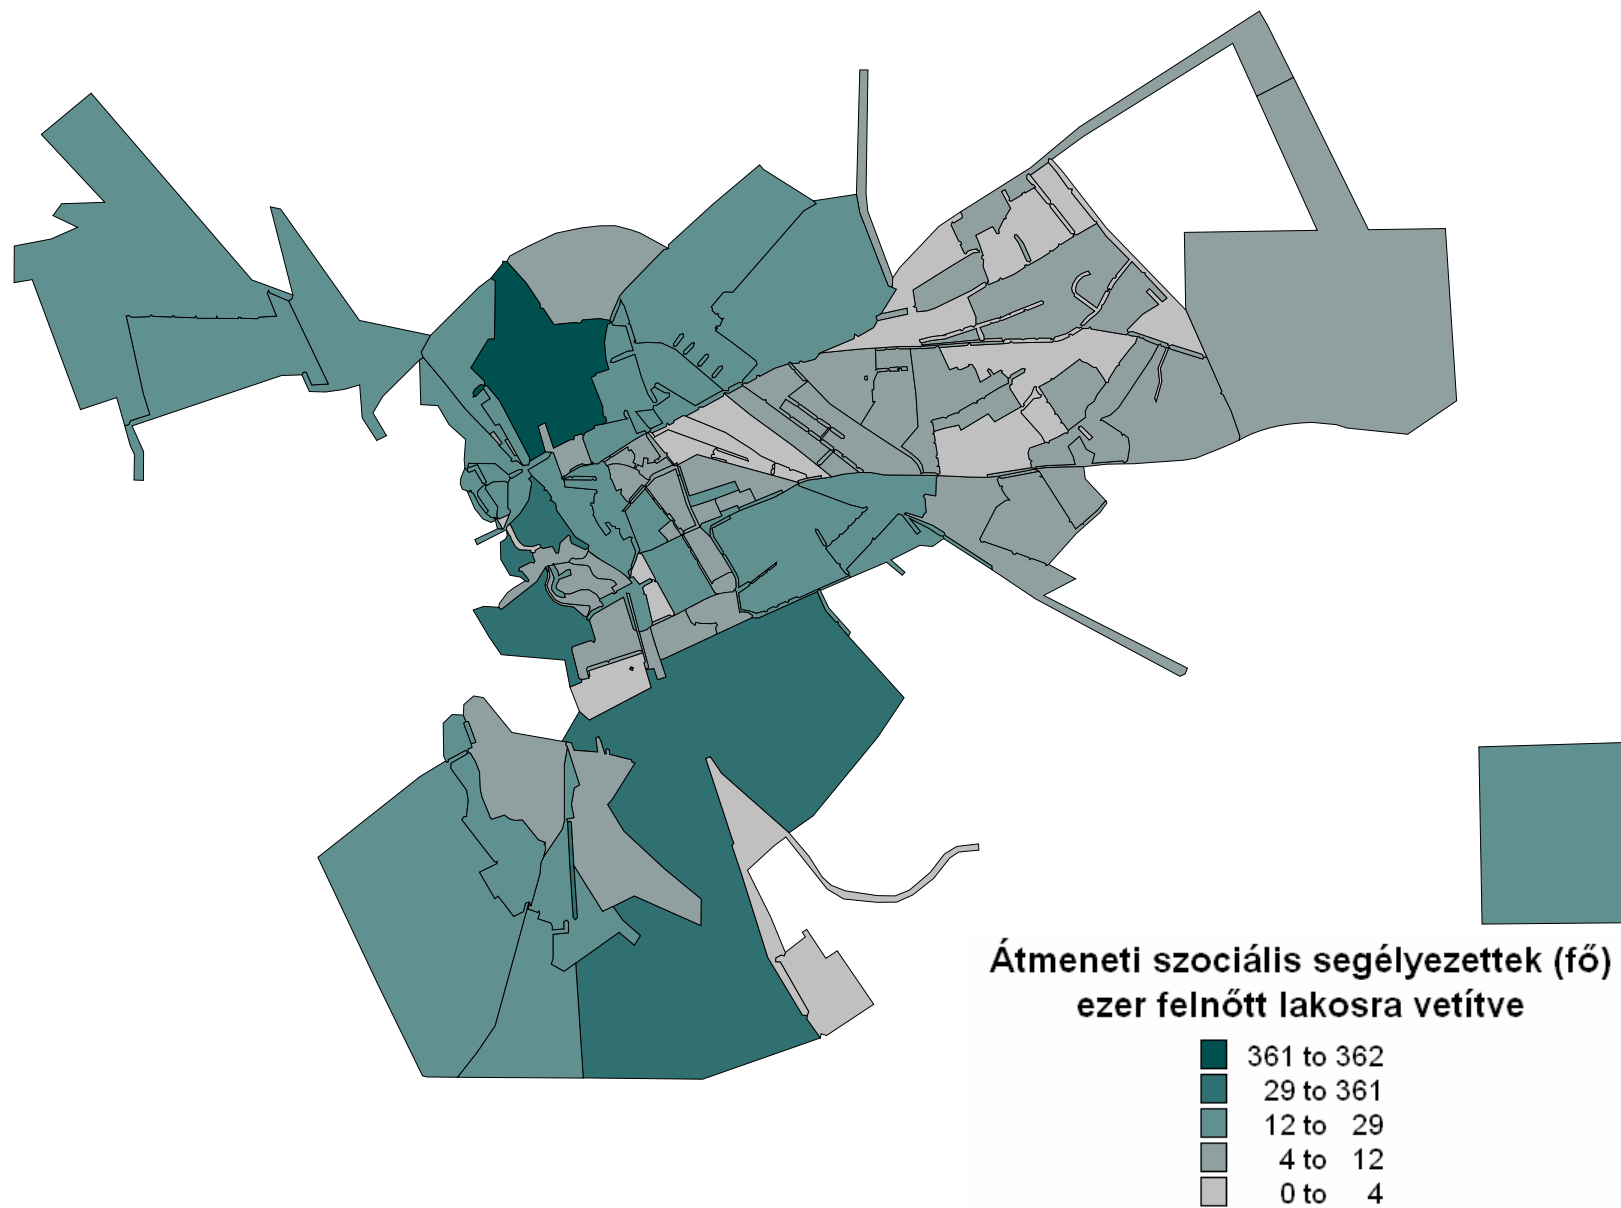 Átmeneti szociális segélyezettek (fő)
ezer felnőtt lakosra vetítve
361 to 362
29 to 361
12 to 29
4 to 12
0 to 4